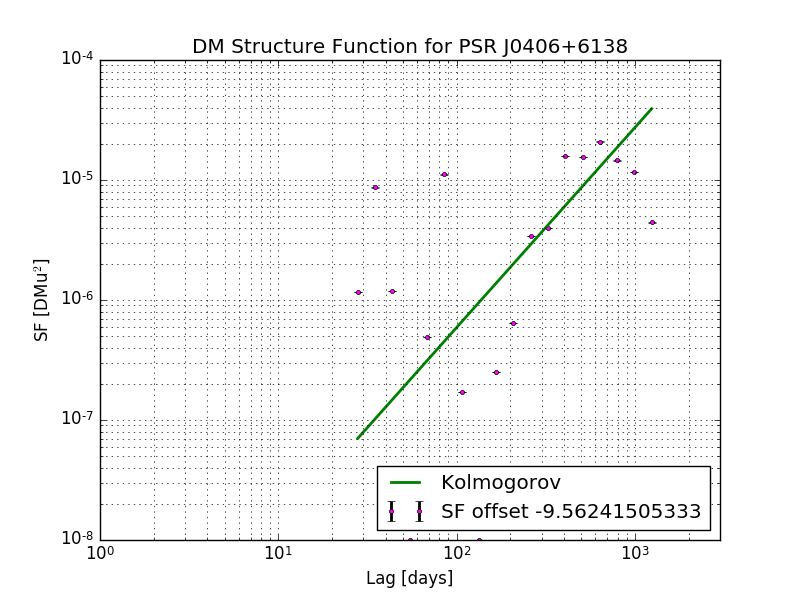 DM Structure Function for PSR J0406+6138
SF [DMu²]
10⁻⁴
10⁻⁵
10⁻⁶
10⁻⁷
10⁻⁸
Kolmogorov
SF offset -9.56241505333
10⁰ 10¹ 10² 10³
Lag [days]